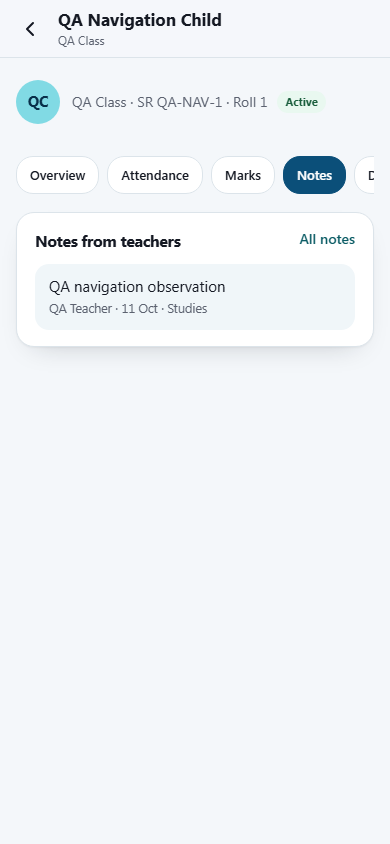 QA Navigation Child
QA Class
QC
QA Class · SR QA-NAV-1 · Roll 1
Active
Overview
Attendance
Marks
Notes
D
Notes from teachers
All notes
QA navigation observation
QA Teacher · 11 Oct · Studies